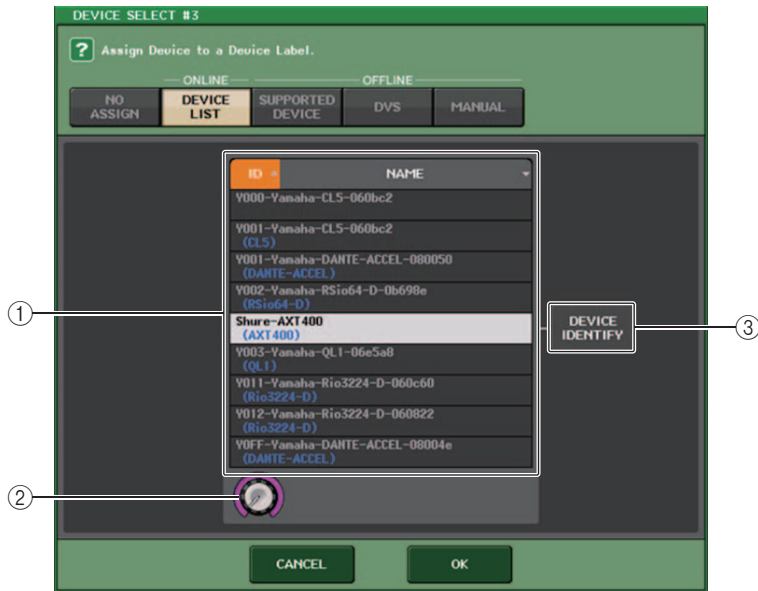 DEVICE SELECT #3
? Assign Device to a Device Label.
ONLINE
OFFLINE
NO ASSIGN
DEVICE LIST
SUPPORTED DEVICE
DVS
MANUAL
ID
NAME
Y000-Yamaha-CL5-060bc2
Y001-Yamaha-CL5-060bc2
(CL5)
Y001-Yamaha-DANTE-ACCEL-080050
(DANTE-ACCEL)
Y002-Yamaha-RSio64-D-0b698e
(RSio64-D)
Shure-AXT400
(AXT400)
Y003-Yamaha-QL1-06e5a8
(QL1)
Y011-Yamaha-Rio3224-D-060c60
(Rio3224-D)
Y012-Yamaha-Rio3224-D-060822
(Rio3224-D)
Y0FF-Yamaha-DANTE-ACCEL-08004e
(DANTE-ACCEL)
①
DEVICE IDENTIFY
③
②
CANCEL
OK